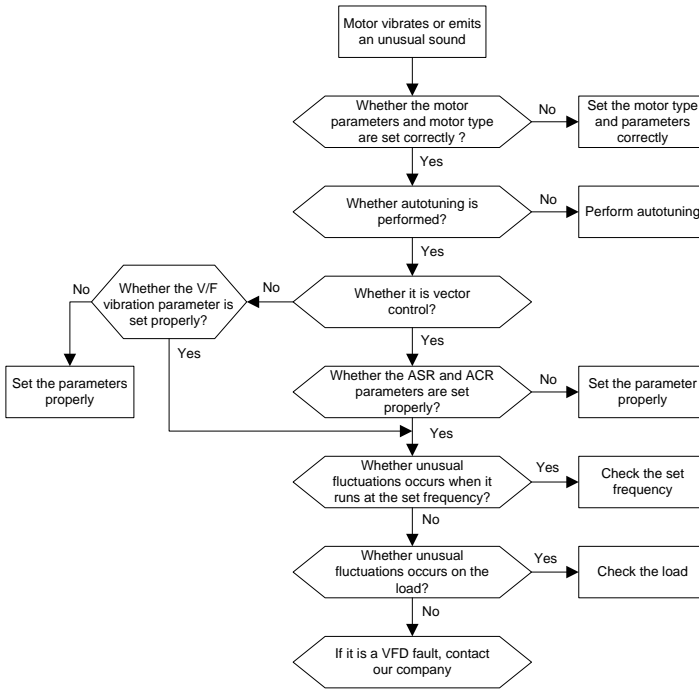 Motor vibrates or emits
an unusual sound
Whether the motor
parameters and motor type
are set correctly ?
No
Set the motor type
and parameters
correctly
Yes
Whether autotuning is
performed?
No
Perform autotuning
Yes
Whether it is vector
control?
No
Whether the V/F
vibration parameter is
set properly?
No
Set the parameters
properly
Yes
Yes
Whether the ASR and ACR
parameters are set
properly?
No
Set the parameter
properly
Yes
Whether unusual
fluctuations occurs when it
runs at the set frequency?
Yes
Check the set
frequency
No
Whether unusual
fluctuations occurs on the
load?
Yes
Check the load
No
If it is a VFD fault, contact
our company